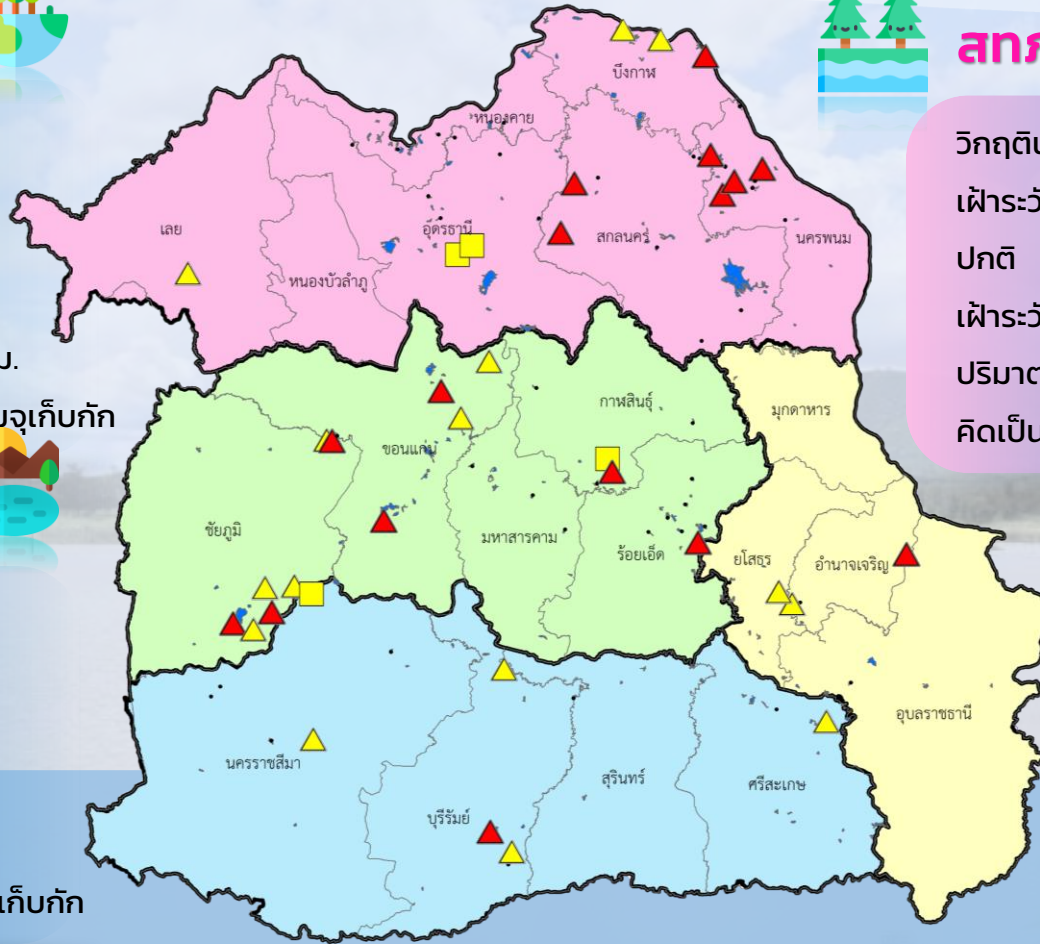 สทภ
วิกฤติ
เฝ้าระวั
ปกติ
เฝ้าระวั
ปริมาต
คิดเป็น
ม.
มจุเก็บกัก
เก็บกัก
บึงกาฬ
หนองคาย
เลย
อุดรธานี
สกลนคร
นครพนม
หนองบัวลำภู
กาฬสินธุ์
มุกดาหาร
ขอนแก่น
ชัยภูมิ
มหาสารคาม
ร้อยเอ็ด
ยโสธร
อำนาจเจริญ
อุบลราชธานี
นครราชสีมา
สุรินทร์
ศรีสะเกษ
บุรีรัมย์